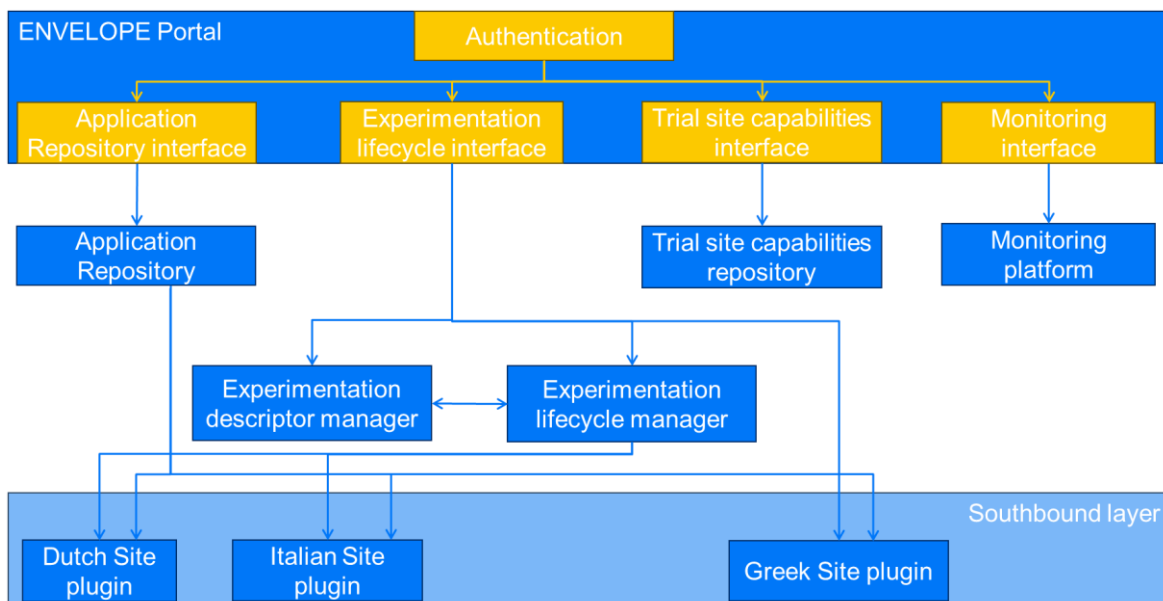 ENVELOPE Portal
Authentication
Application
Repository interface
Experimentation
lifecycle interface
Trial site capabilities
interface
Monitoring
interface
Application
Repository
Trial site capabilities
repository
Monitoring
platform
Experimentation
descriptor manager
Experimentation
lifecycle manager
Southbound layer
Dutch Site
plugin
Italian Site
plugin
Greek Site plugin